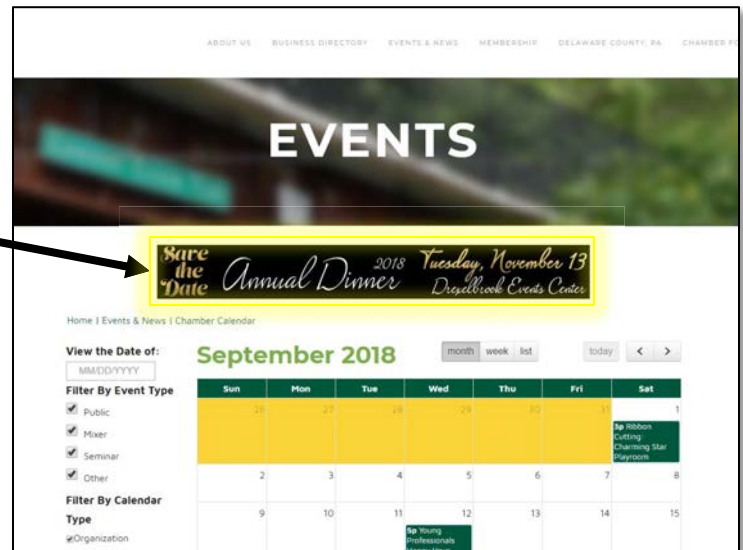 ABOUT US BUSINESS DIRECTORY EVENTS & NEWS MEMBERSHIP DELAWARE COUNTY, PA CHAMBER FO
EVENTS
Save the Date Annual Dinner 2018 Tuesday, November 13
Drexelbrook Events Center
Home | Events & News | Chamber Calendar
View the Date of:
MM/DD/YYYY
Filter By Event Type
Public
Mixer
Seminar
Other
Filter By Calendar
Type
Organization
September 2018 month week list today < >
Sun Mon Tue Wed Thu Fri Sat
26 27 28 29 30 31 1
3p Ribbon
Cutting:
Charming Star
Playroom
2 3 4 5 6 7 8
9 10 11 12 13 14 15
5p Young
Professionals